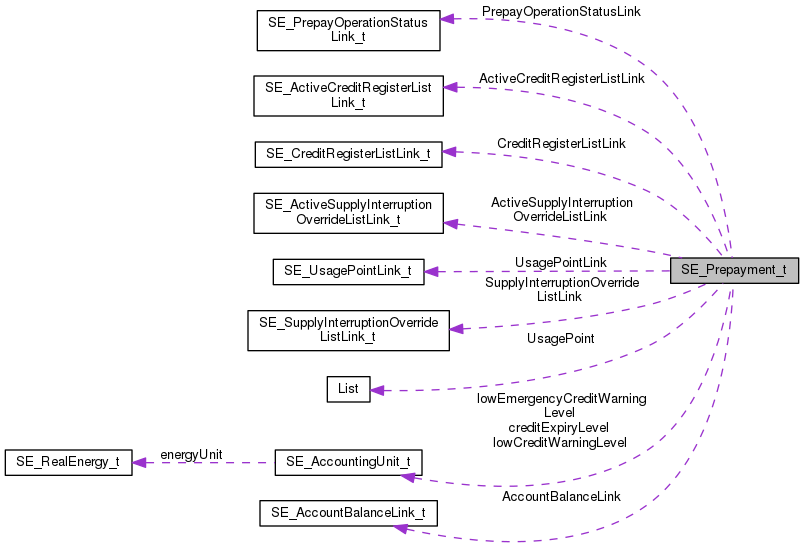 SE_PrepayOperationStatus
Link_t
PrepayOperationStatusLink
SE_ActiveCreditRegisterList
Link_t
ActiveCreditRegisterListLink
SE_CreditRegisterListLink_t
CreditRegisterListLink
SE_ActiveSupplyInterruption
OverrideListLink_t
ActiveSupplyInterruption
OverrideListLink
SE_UsagePointLink_t
UsagePointLink
SE_Prepayment_t
SE_SupplyInterruptionOverride
ListLink_t
SupplyInterruptionOverride
ListLink
List
UsagePoint
SE_RealEnergy_t
energyUnit
SE_AccountingUnit_t
lowEmergencyCreditWarning
Level
creditExpiryLevel
lowCreditWarningLevel
SE_AccountBalanceLink_t
AccountBalanceLink